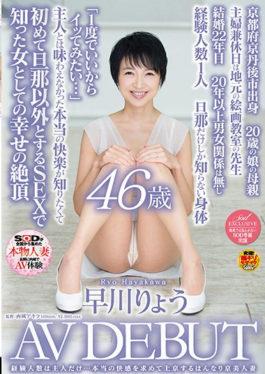 京都府京丹後市出身 20歳の娘の母親
主婦兼休日は地元の絵画教室の先生
結婚22年目 20年以上男女関係は無し
経験人数1人 旦那だけしか知らない身体
「一度でいいから
イッてみたい…」
主人とは味わえなかった本当の快楽が知りたくて
初めて旦那以外とするSEXで
知った女としての幸せの絶頂
46歳
Ryo Hayakawa
早川りょう
AV DEBUT
経験人数は主人だけ…本当の快感を求めて上京するはんなり京美人妻